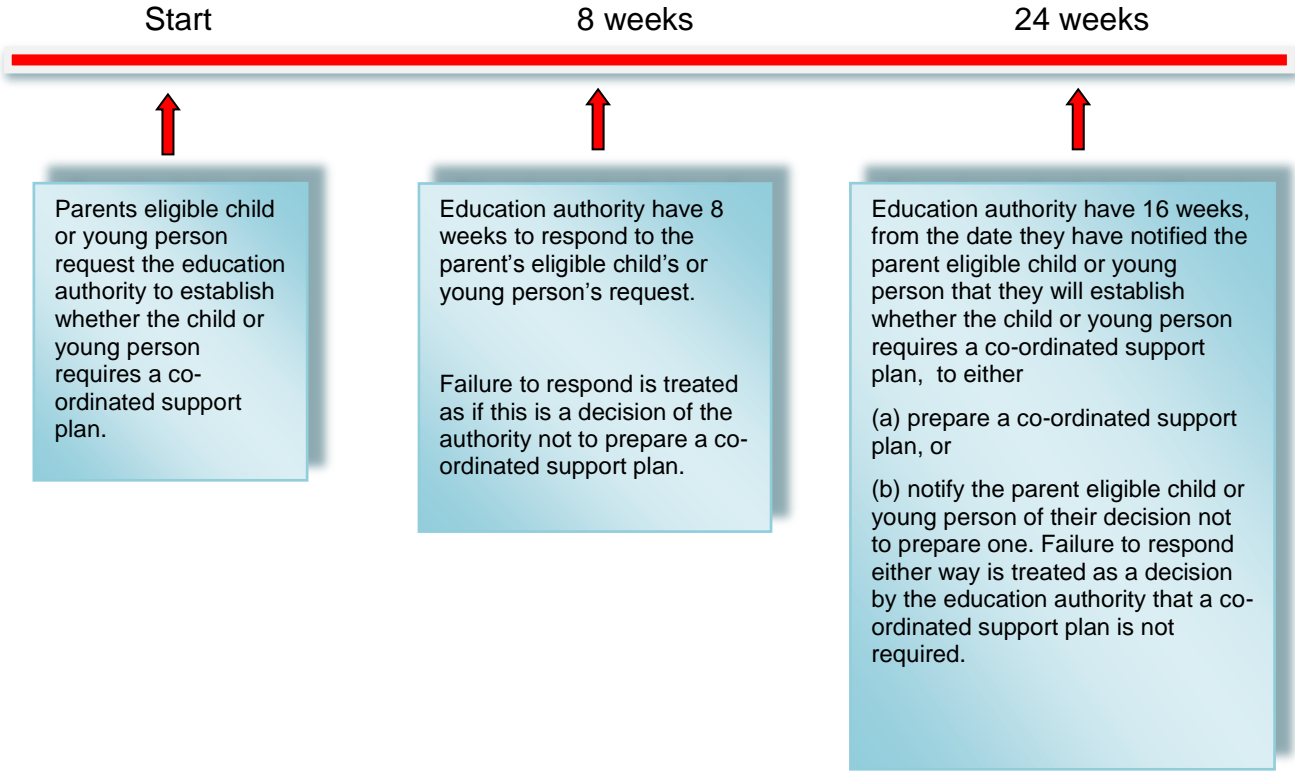 Start
8 weeks
24 weeks
Parents eligible child
or young person
request the education
authority to establish
whether the child or
young person
requires a co-
ordinated support
plan.
Education authority have 8
weeks to respond to the
parent’s eligible child’s or
young person’s request.
Failure to respond is treated
as if this is a decision of the
authority not to prepare a co-
ordinated support plan.
Education authority have 16 weeks,
from the date they have notified the
parent eligible child or young
person that they will establish
whether the child or young person
requires a co-ordinated support
plan, to either
(a) prepare a co-ordinated support
plan, or
(b) notify the parent eligible child or
young person of their decision not
to prepare one. Failure to respond
either way is treated as a decision
by the education authority that a co-
ordinated support plan is not
required.